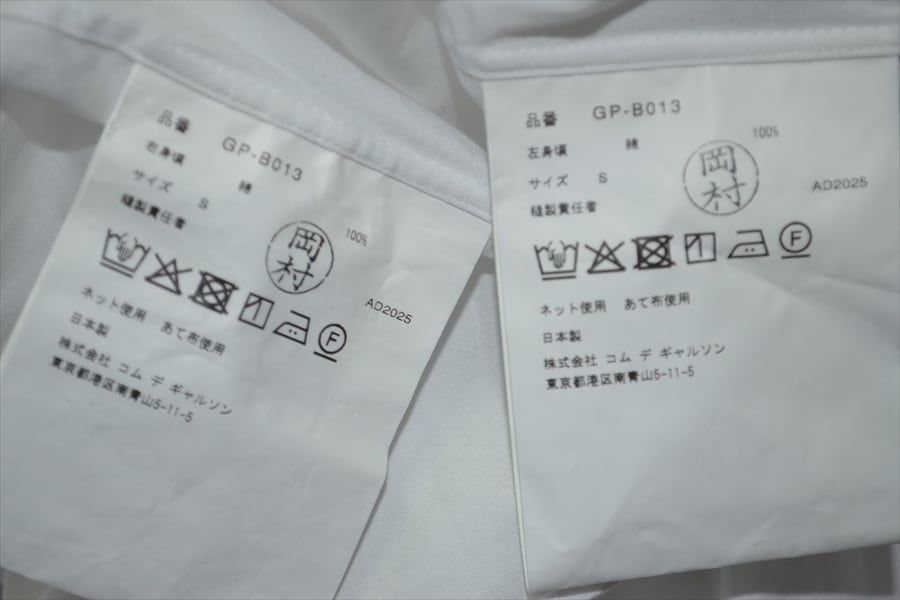 品番 GP-B013
右身頃 綿 100%
サイズ S
縫製責任者 岡村
AD2025
F
ネット使用 あて布使用
日本製
株式会社 コム デ ギャルソン
東京都港区南青山5-11-5
品番 GP-B013
左身頃 綿 100%
サイズ S
縫製責任者 岡村
AD2025
F
ネット使用 あて布使用
日本製
株式会社 コム デ ギャルソン
東京都港区南青山5-11-5